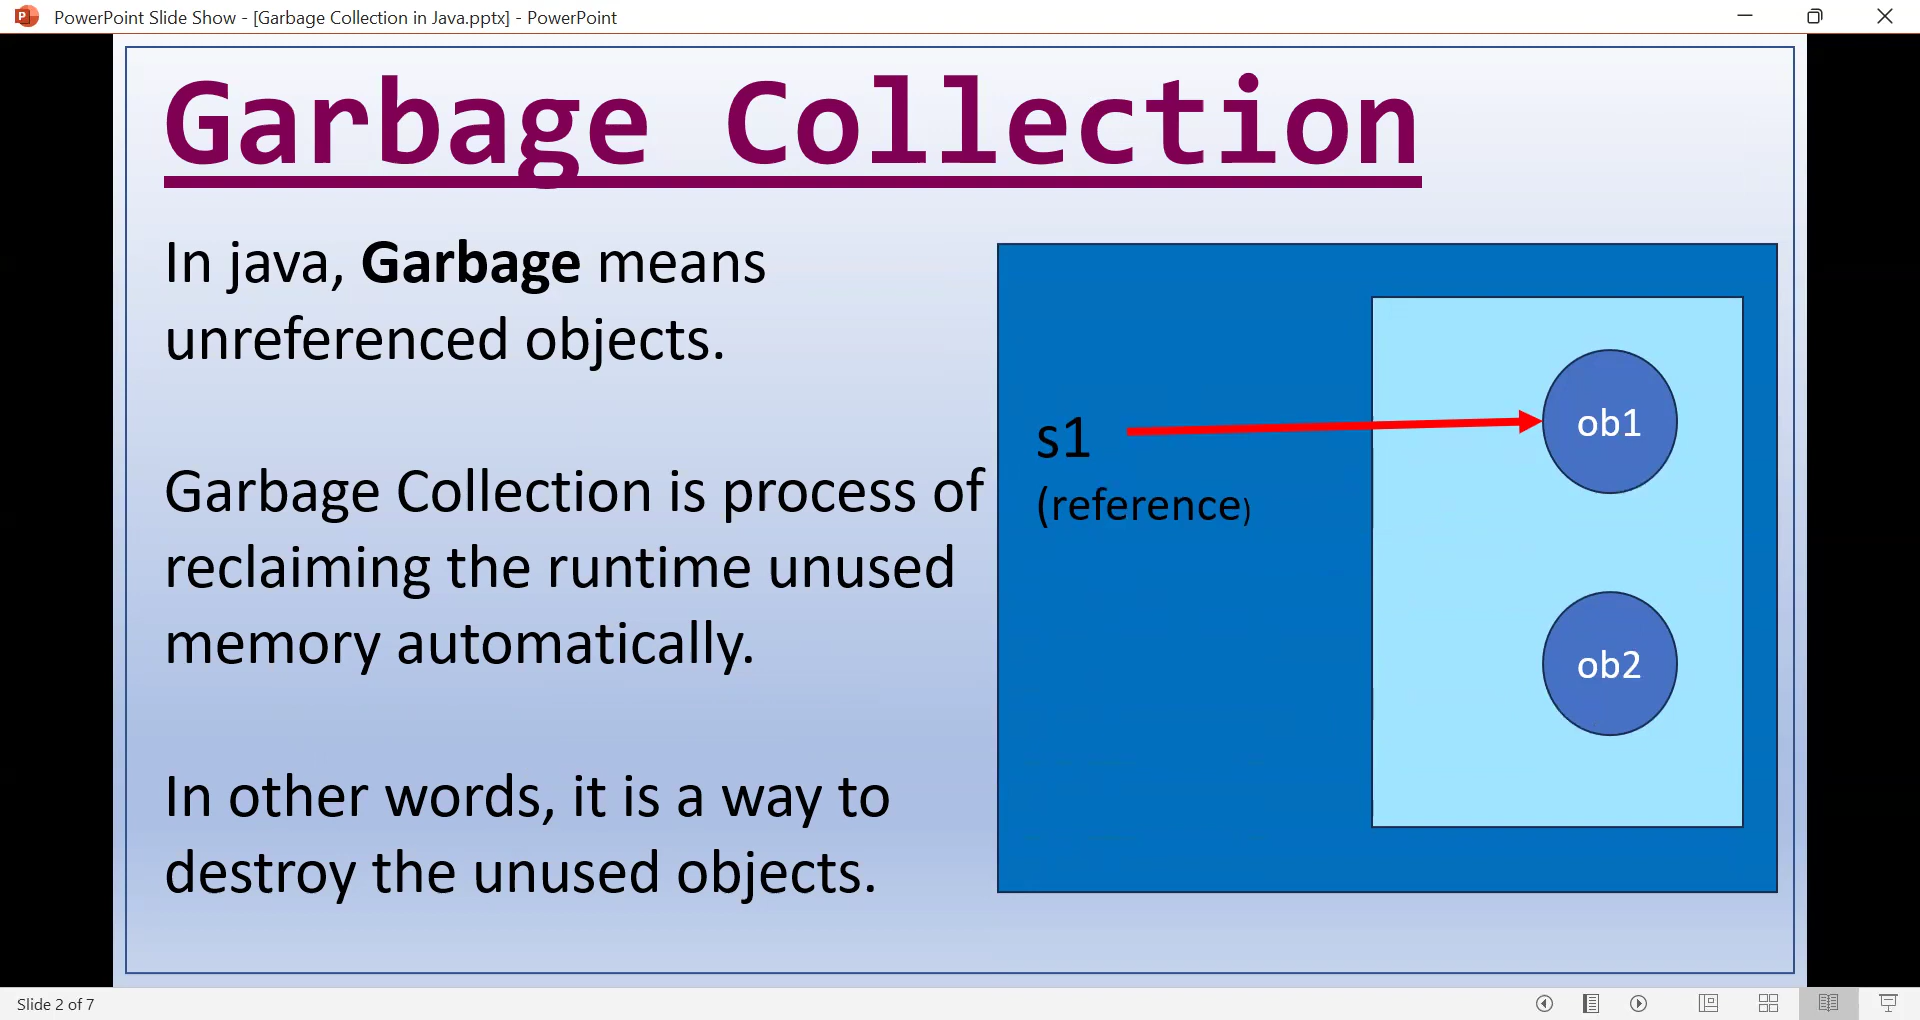 PowerPoint Slide Show - [Garbage Collection in Java.pptx] - PowerPoint
Garbage Collection
In java, Garbage means
unreferenced objects.
Garbage Collection is process of
reclaiming the runtime unused
memory automatically.
In other words, it is a way to
destroy the unused objects.
s1
(reference)
ob1
ob2
Slide 2 of 7